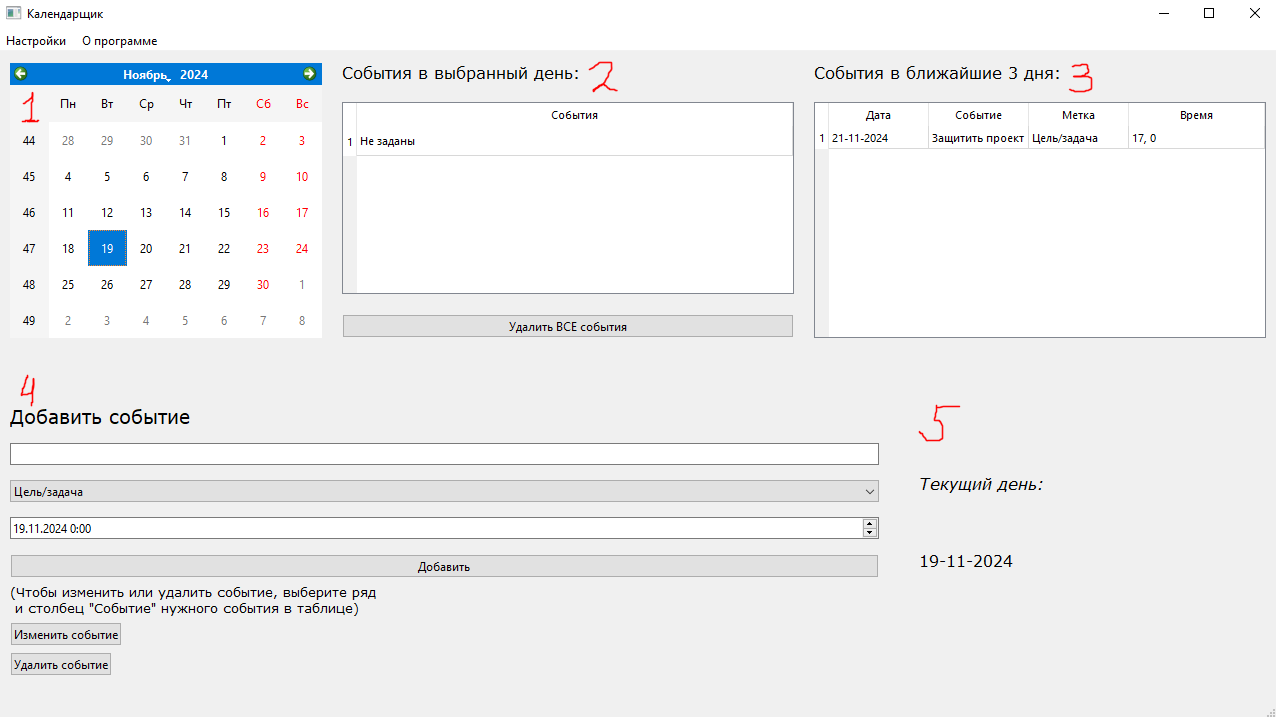 Календарщик
Настройки О программе
Ноябрь 2024
1 Пн Вт Ср Чт Пт Сб Вс
44 28 29 30 31 1 2 3
45 4 5 6 7 8 9 10
46 11 12 13 14 15 16 17
47 18 19 20 21 22 23 24
48 25 26 27 28 29 30 1
49 2 3 4 5 6 7 8
События в выбранный день: 2
События
1 Не заданы
Удалить ВСЕ события
События в ближайшие 3 дня: 3
Дата Событие Метка Время
1 21-11-2024 Защитить проект Цель/задача 17, 0
4
Добавить событие
Цель/задача
19.11.2024 0:00
Добавить
(Чтобы изменить или удалить событие, выберите ряд
и столбец "Событие" нужного события в таблице)
Изменить событие
Удалить событие
5
Текущий день:
19-11-2024